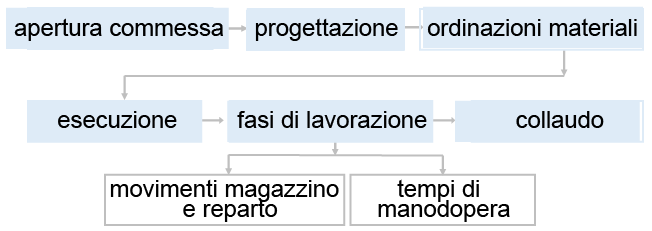 apertura commessa
progettazione
ordinazioni materiali
esecuzione
fasi di lavorazione
collaudo
movimenti magazzino
e reparto
tempi di
manodopera